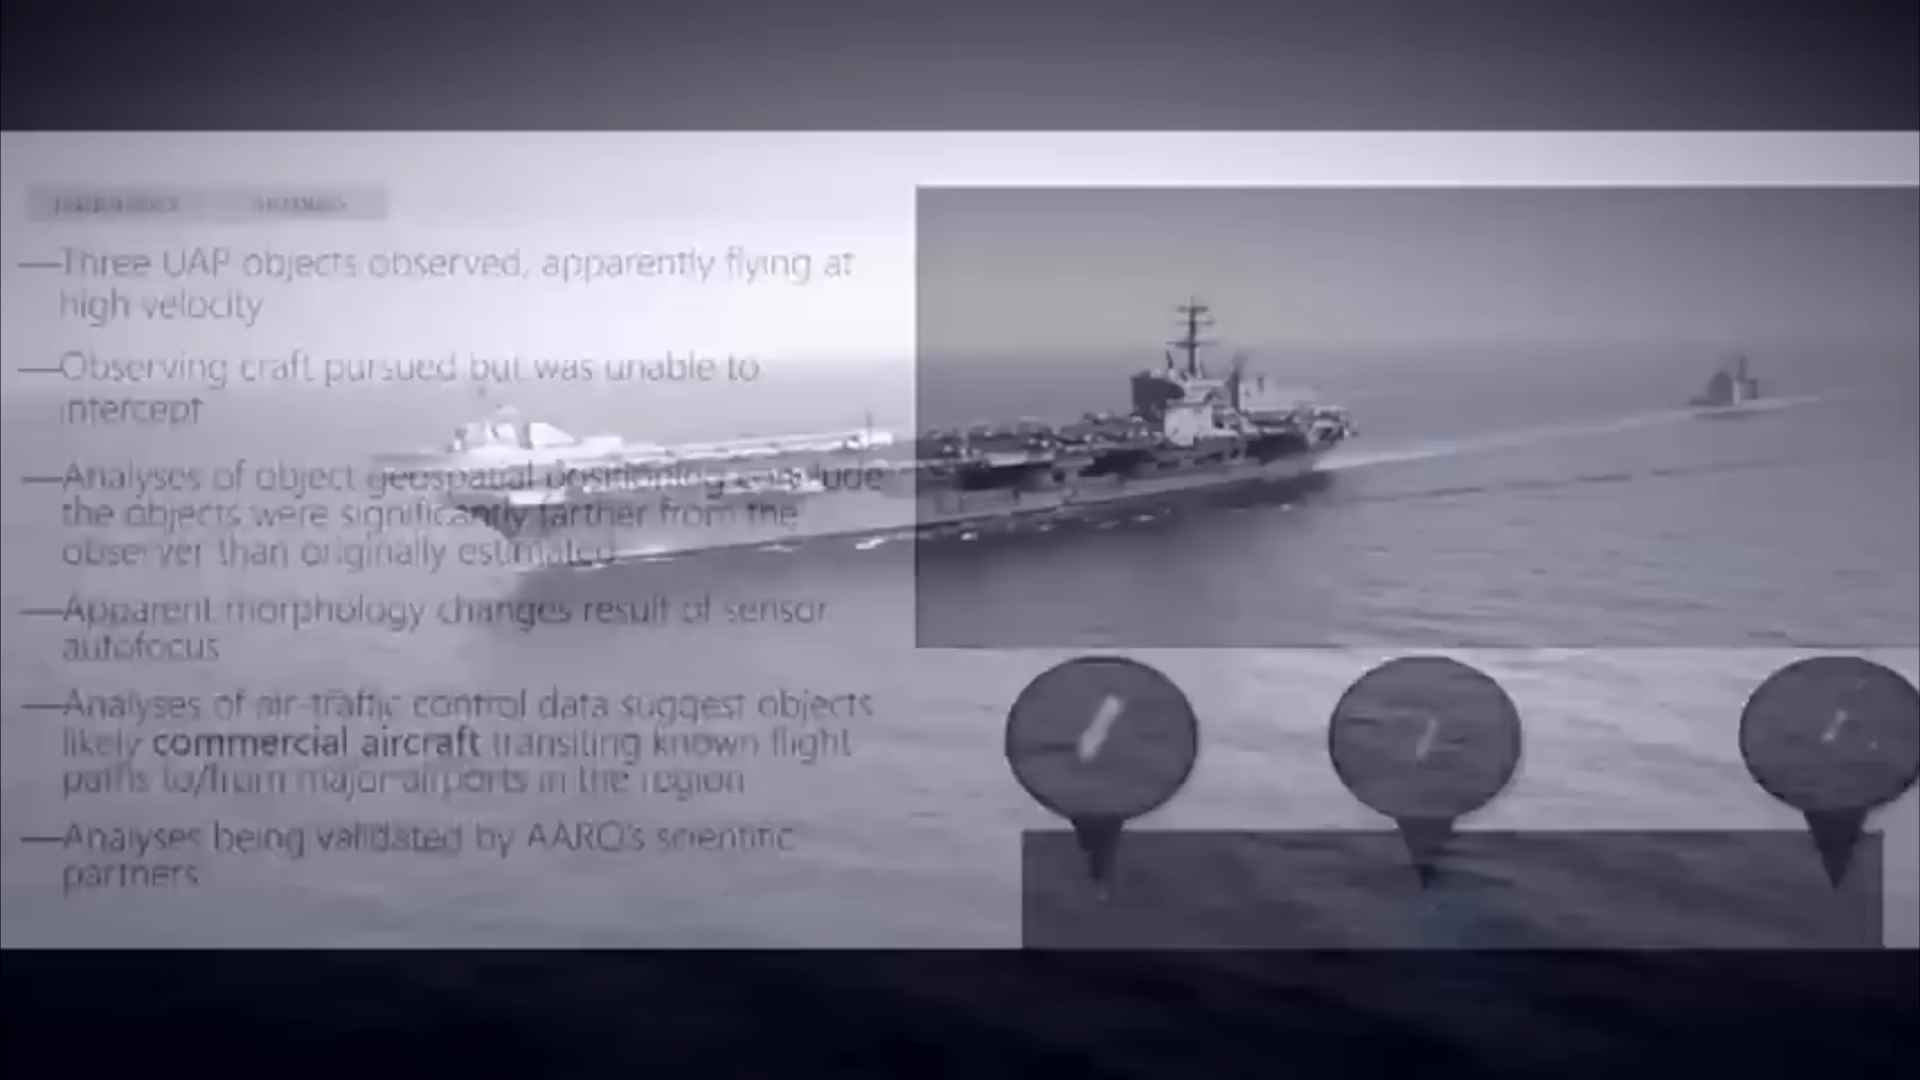 —Three UAP objects observed, apparently flying at
high velocity
—Observing craft pursued but was unable to
intercept
—Analyses of object geospatial positioning conclude
the objects were significantly farther from the
observer than originally estimated
—Apparent morphology changes result of sensor
autofocus
—Analyses of air-traffic control data suggest objects
likely commercial aircraft transiting known flight
paths to/from major airports in the region
—Analyses being validated by AARO's scientific
partners